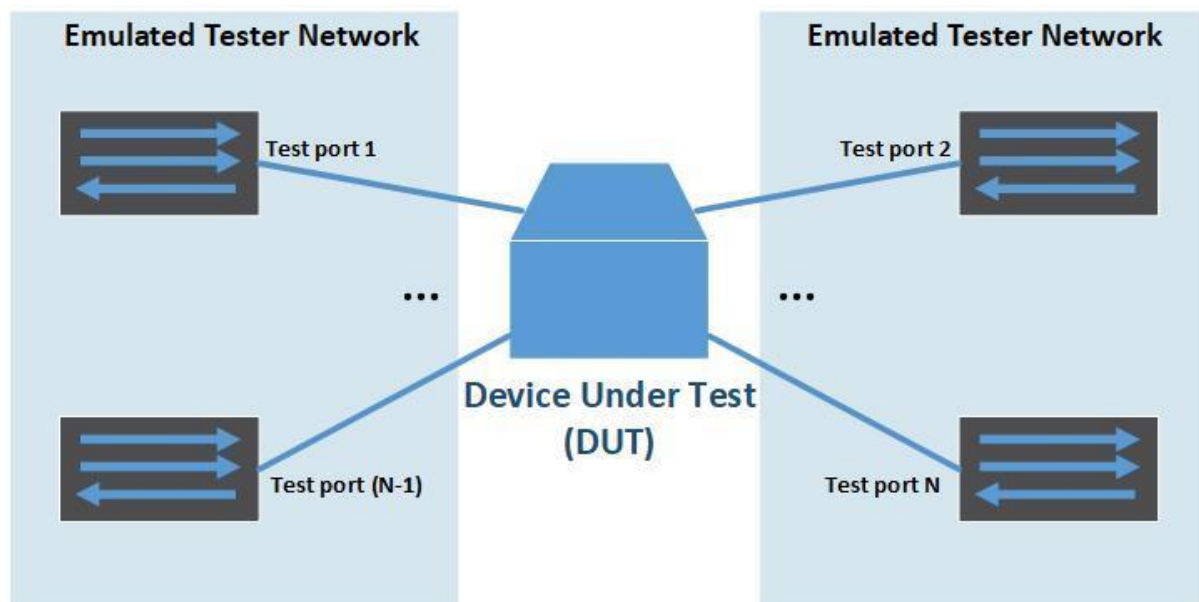 Emulated Tester Network
Emulated Tester Network
Test port 1
Test port 2
...
...
Device Under Test
(DUT)
Test port (N-1)
Test port N